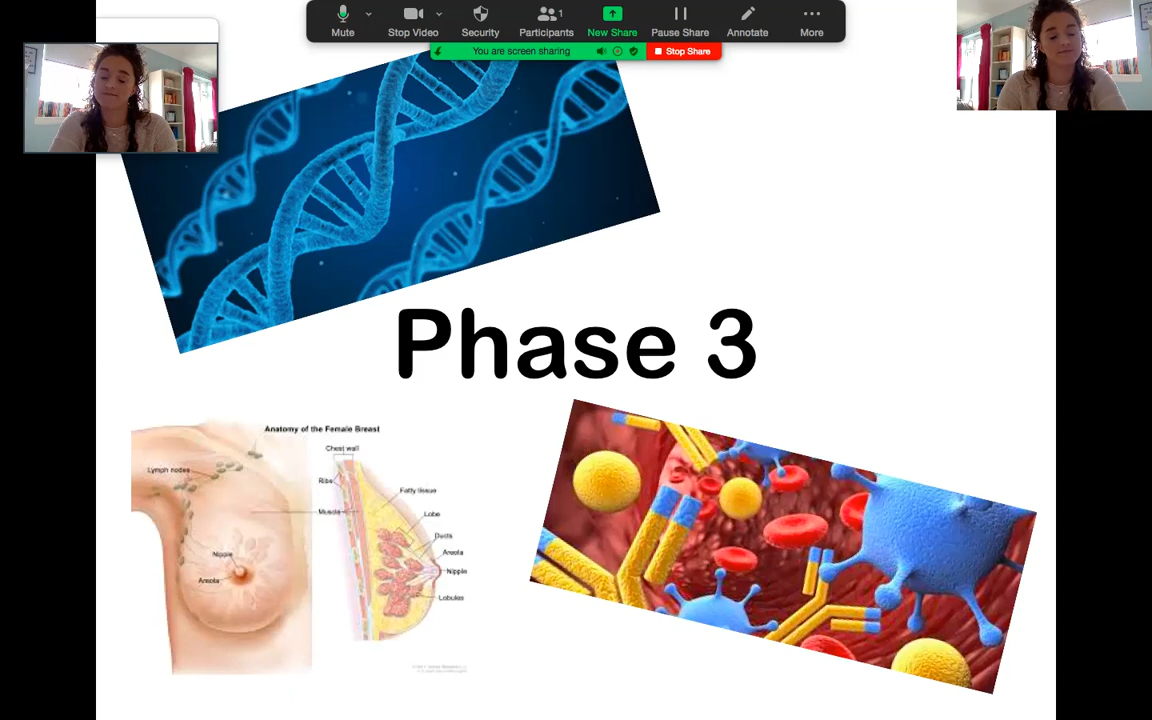 Mute
Stop Video
Security
1
Participants
New Share
Pause Share
Annotate
More
You are screen sharing
Stop Share
Phase 3
Anatomy of the Female Breast
Chest wall
Lymph nodes
Ribs
Fatty tissue
Muscle
Lobe
Ducts
Areola
Nipple
Nipple
Areola
Lobules